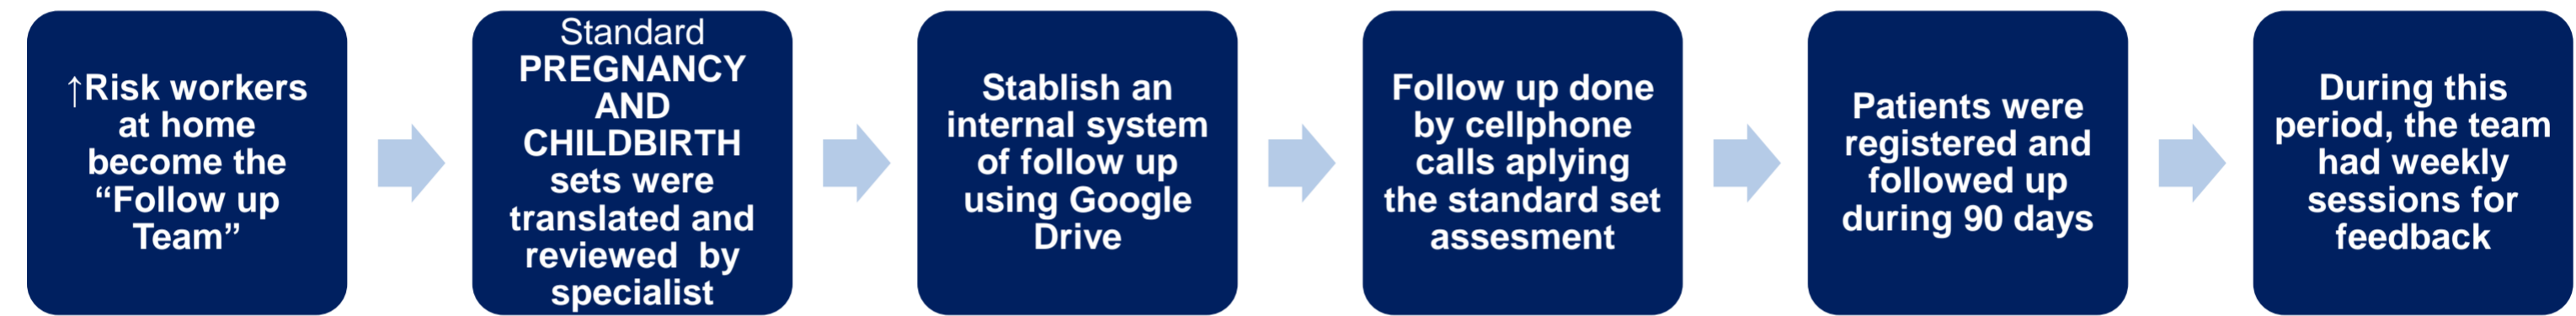 ↑Risk workers
at home
become the
“Follow up
Team”
Standard
PREGNANCY
AND
CHILDBIRTH
sets were
translated and
reviewed  by
specialist
Stablish an
internal system
of follow up
using Google
Drive
Follow up done
by cellphone
calls aplying
the standard set
assesment
Patients were
registered and
followed up
during 90 days
During this
period, the team
had weekly
sessions for
feedback